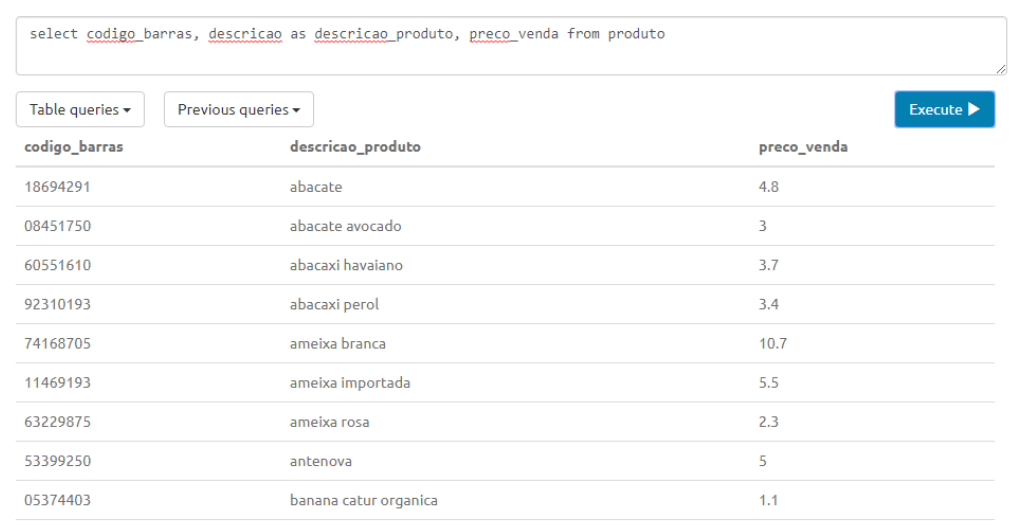 select codigo_barras, descricao as descricao_produto, preco_venda from produto
Table queries Previous queries Execute
codigo_barras descricao_produto preco_venda
18694291 abacate 4.8
08451750 abacate avocado 3
60551610 abacaxi havaiano 3.7
92310193 abacaxi perol 3.4
74168705 ameixa branca 10.7
11469193 ameixa importada 5.5
63229875 ameixa rosa 2.3
53399250 antenova 5
05374403 banana catur organica 1.1